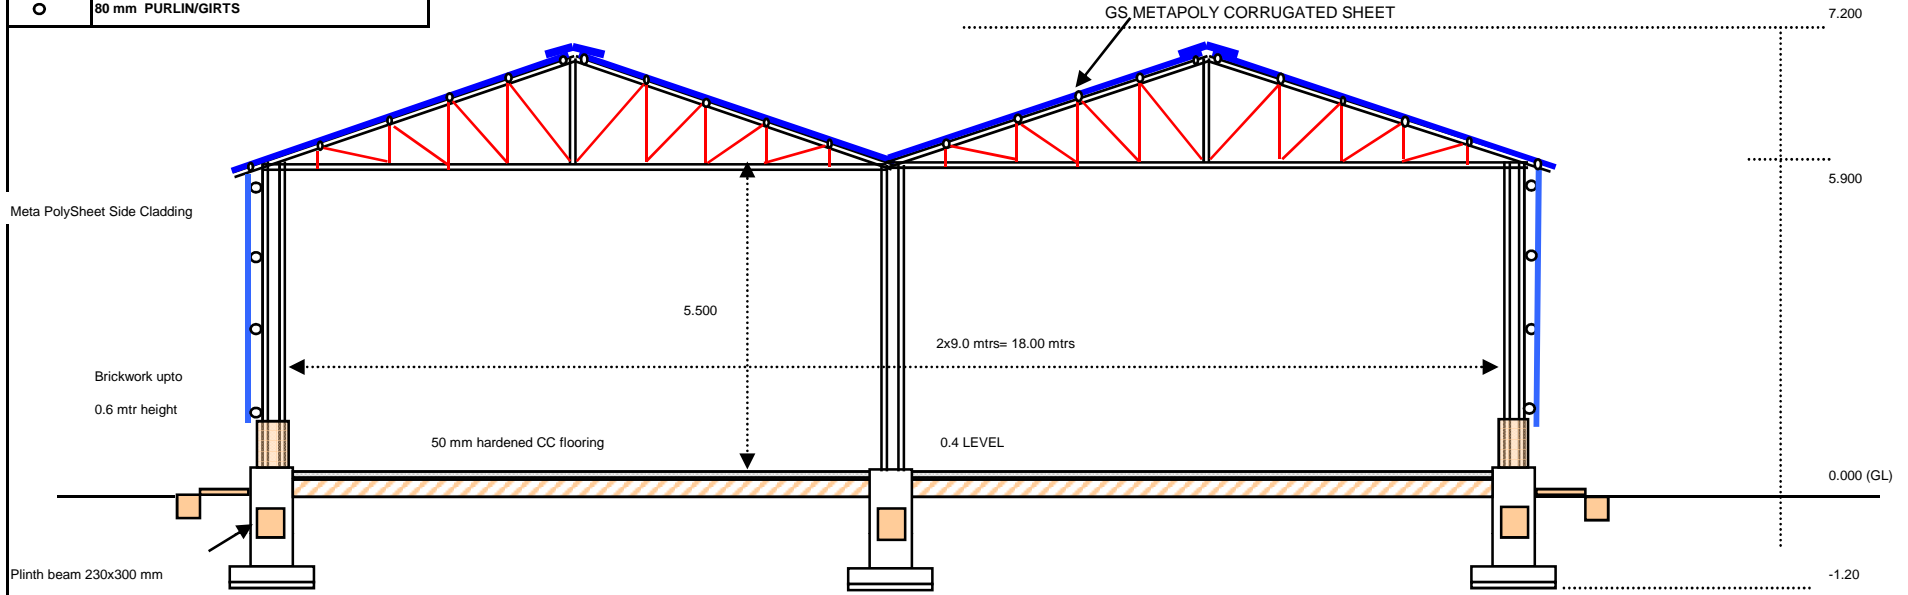 80 mm PURLIN/GIRTS
GS METAPOLY CORRUGATED SHEET
7.200
5.900
Meta PolySheet Side Cladding
5.500
2x9.0 mtrs= 18.00 mtrs
Brickwork upto
0.6 mtr height
50 mm hardened CC flooring
0.4 LEVEL
0.000 (GL)
Plinth beam 230x300 mm
-1.20